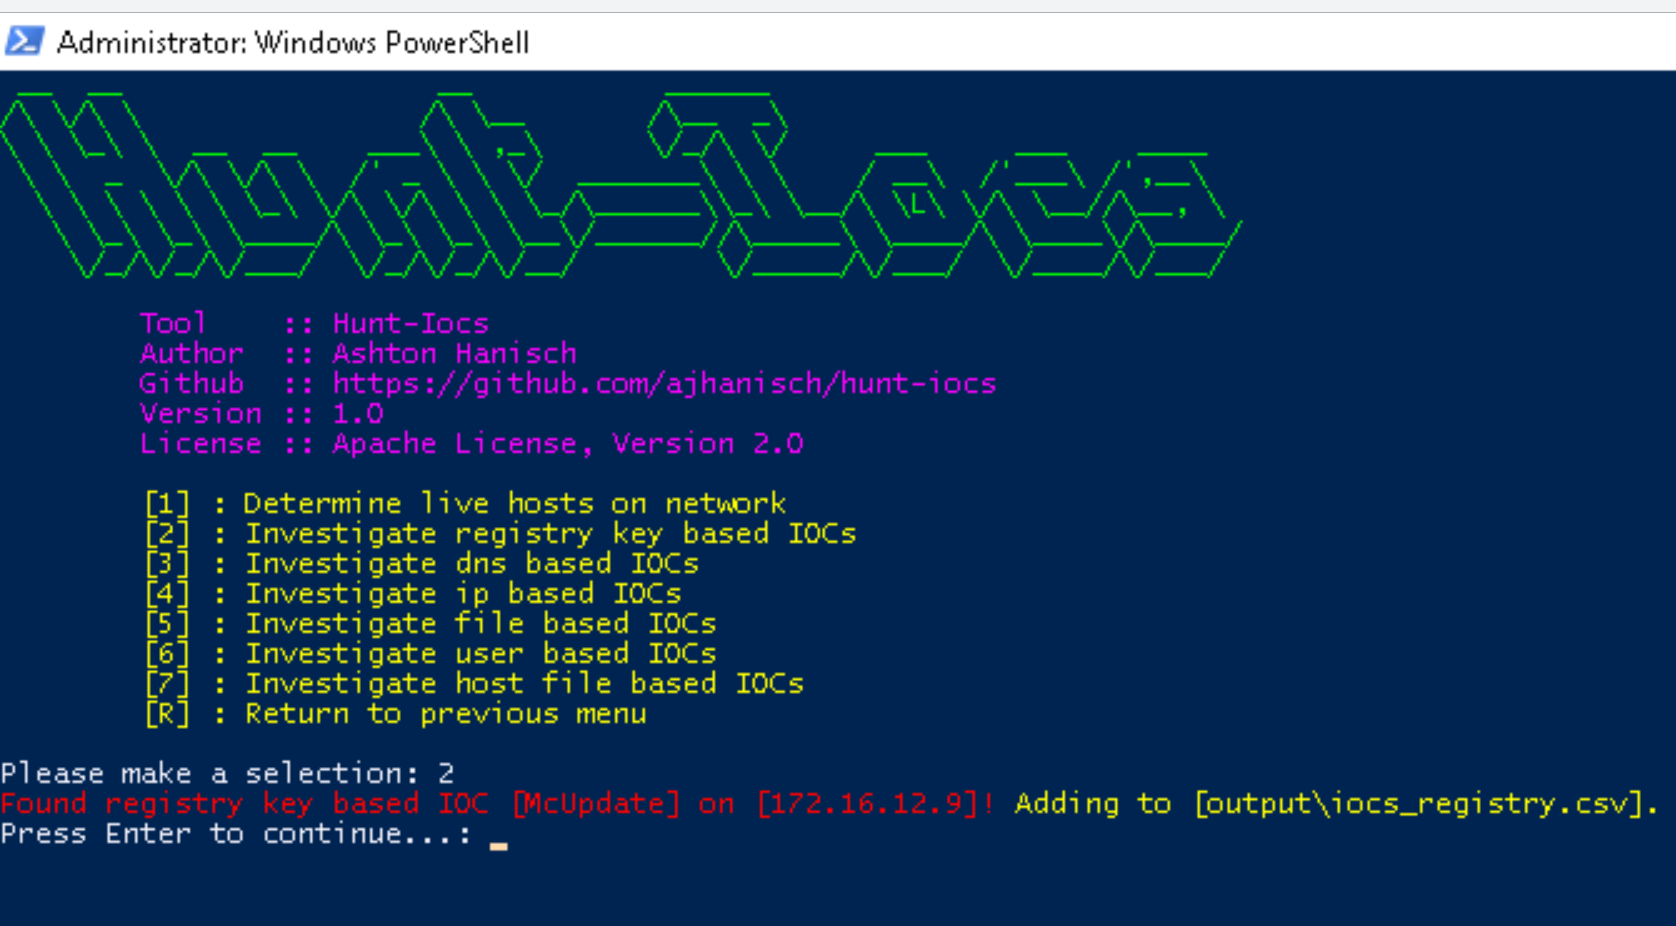 Administrator: Windows PowerShell
Hunt-Iocs
Tool :: Hunt-Iocs
Author :: Ashton Hanisch
Github :: https://github.com/ajhanisch/hunt-iocs
Version :: 1.0
License :: Apache License, Version 2.0
[1] : Determine live hosts on network
[2] : Investigate registry key based IOCs
[3] : Investigate dns based IOCs
[4] : Investigate ip based IOCs
[5] : Investigate file based IOCs
[6] : Investigate user based IOCs
[7] : Investigate host file based IOCs
[R] : Return to previous menu
Please make a selection: 2
Found registry key based IOC [McUpdate] on [172.16.12.9]! Adding to [output\iocs_registry.csv].
Press Enter to continue...: